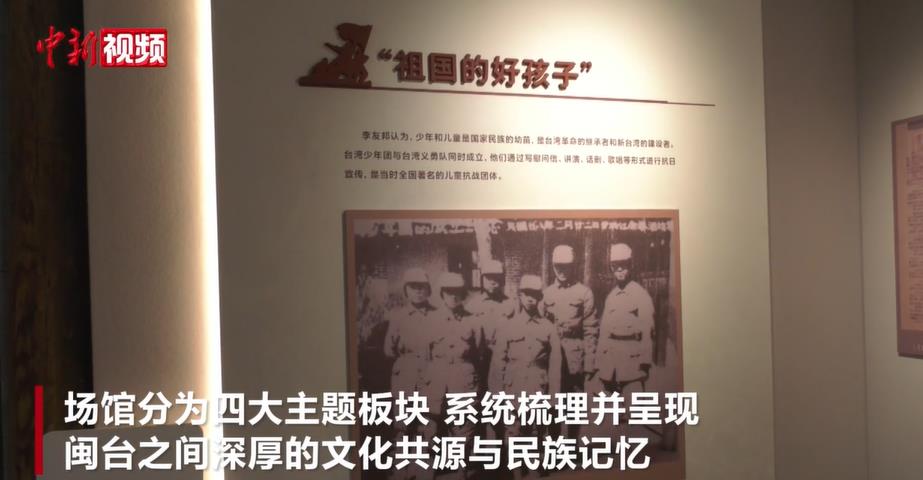 中新视频
“祖国的好孩子”
李友邦认为，少年和儿童是国家民族的幼苗，是台湾革命的继承者和新台湾的建设者。
台湾少年团与台湾义勇队同时成立，他们通过写慰问信、讲演、话剧、歌唱等形式进行抗日
宣传，是当时全国著名的儿童抗战团体。
场馆分为四大主题板块 系统梳理并呈现
闽台之间深厚的文化共源与民族记忆